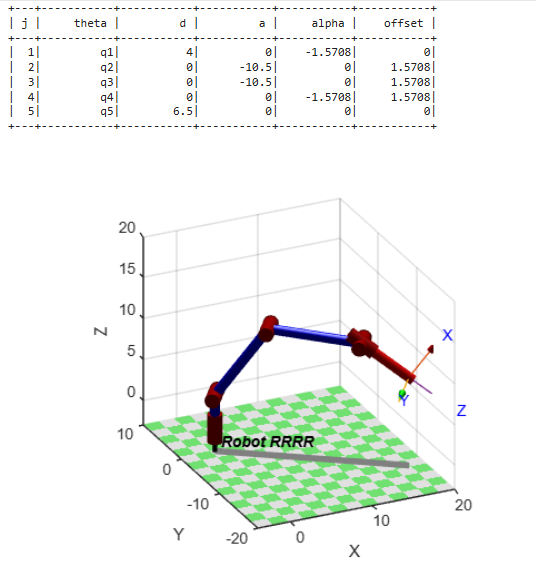 +---+-----------+-----------+-----------+-----------+-----------+
| j |     theta |         d |         a |     alpha |    offset |
+---+-----------+-----------+-----------+-----------+-----------+
|  1|         q1|          4|          0|    -1.5708|          0|
|  2|         q2|          0|      -10.5|          0|     1.5708|
|  3|         q3|          0|      -10.5|          0|     1.5708|
|  4|         q4|          0|          0|    -1.5708|     1.5708|
|  5|         q5|        6.5|          0|          0|          0|
+---+-----------+-----------+-----------+-----------+-----------+
20
15
10
5
0
Z
X
Y
Z
Robot RRRR
10
0
-10
-20
Y
0
10
20
X